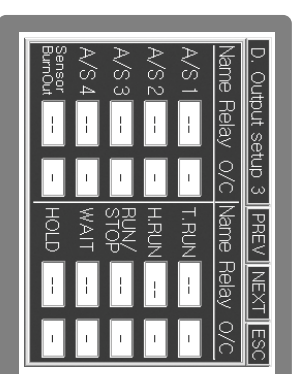 D. Output setup 3 PREV NEXT ESC
Name Relay O/C Name Relay O/C
A/S 1 -- - T.RUN -- -
A/S 2 -- - H.RUN -- -
A/S 3 -- - RUN/
STOP -- -
A/S 4 -- - WAIT -- -
Sensor
BurnOut -- - HOLD -- -